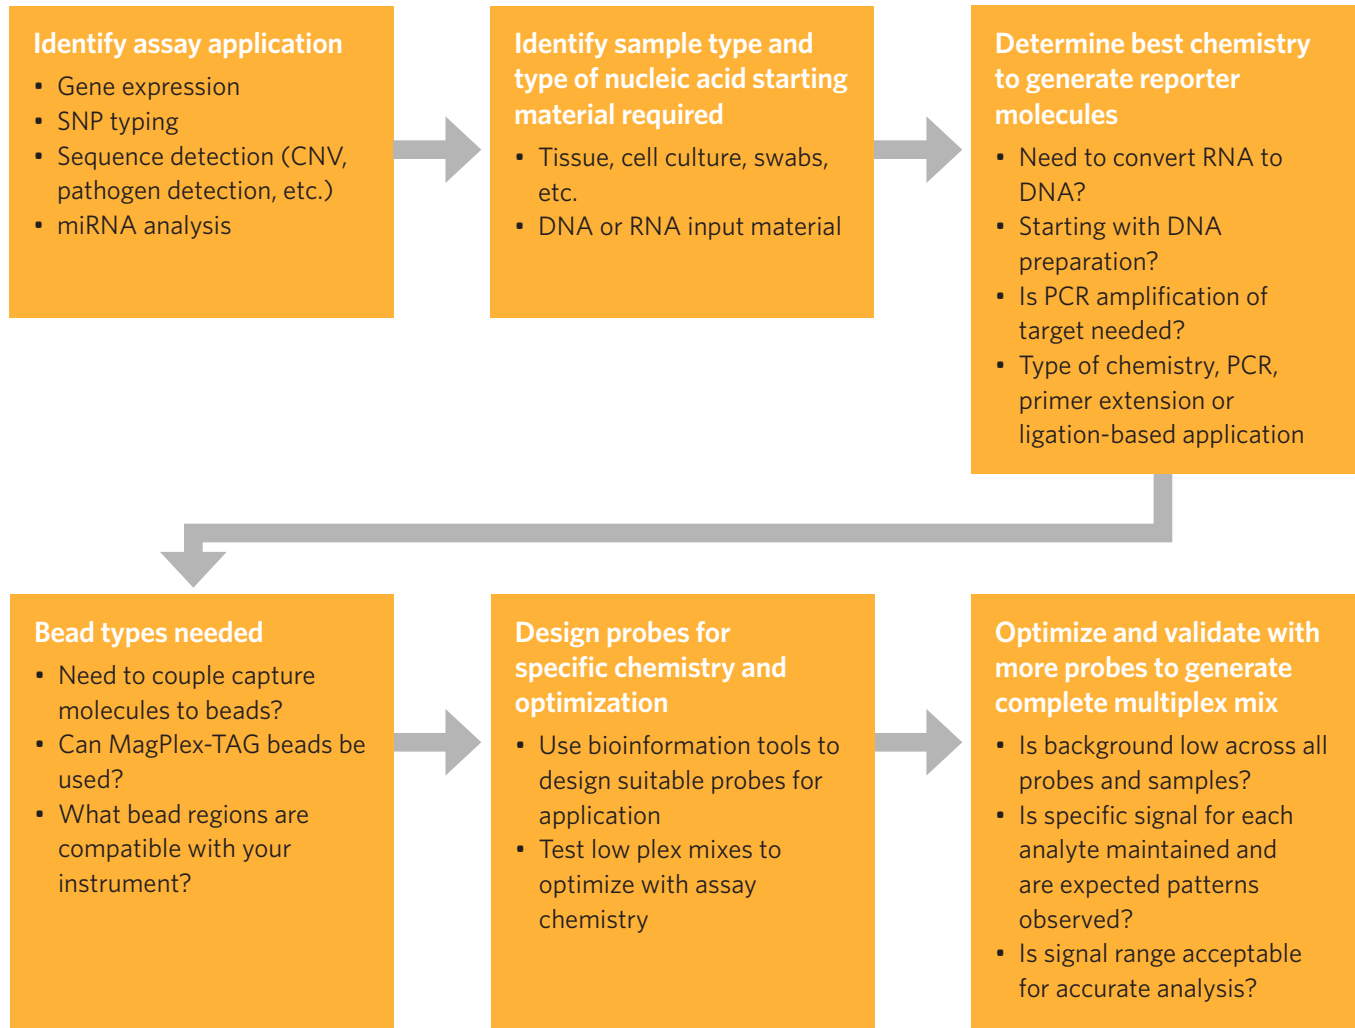 Identify assay application
• Gene expression
• SNP typing
• Sequence detection (CNV,
pathogen detection, etc.)
• miRNA analysis
Identify sample type and
type of nucleic acid starting
material required
• Tissue, cell culture, swabs,
etc.
• DNA or RNA input material
Determine best chemistry
to generate reporter
molecules
• Need to convert RNA to
DNA?
• Starting with DNA
preparation?
• Is PCR amplification of
target needed?
• Type of chemistry, PCR,
primer extension or
ligation-based application
Bead types needed
• Need to couple capture
molecules to beads?
• Can MagPlex-TAG beads be
used?
• What bead regions are
compatible with your
instrument?
Design probes for
specific chemistry and
optimization
• Use bioinformation tools to
design suitable probes for
application
• Test low plex mixes to
optimize with assay
chemistry
Optimize and validate with
more probes to generate
complete multiplex mix
• Is background low across all
probes and samples?
• Is specific signal for each
analyte maintained and
are expected patterns
observed?
• Is signal range acceptable
for accurate analysis?